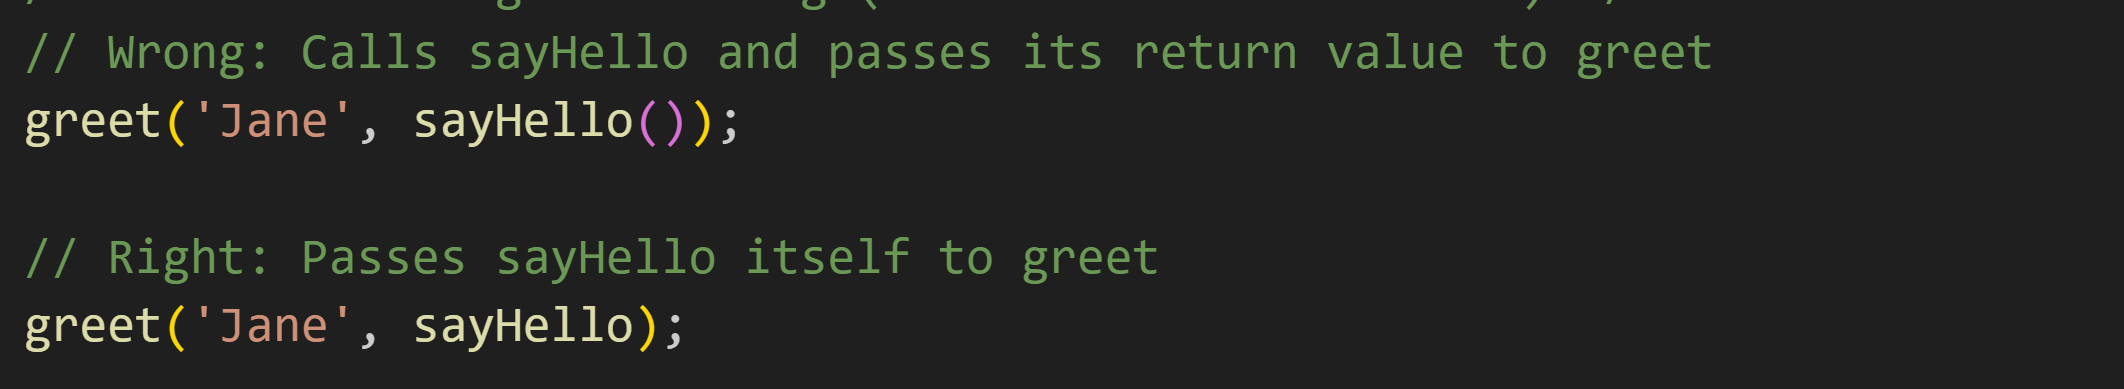 // Wrong: Calls sayHello and passes its return value to greet
greet('Jane', sayHello());
// Right: Passes sayHello itself to greet
greet('Jane', sayHello);